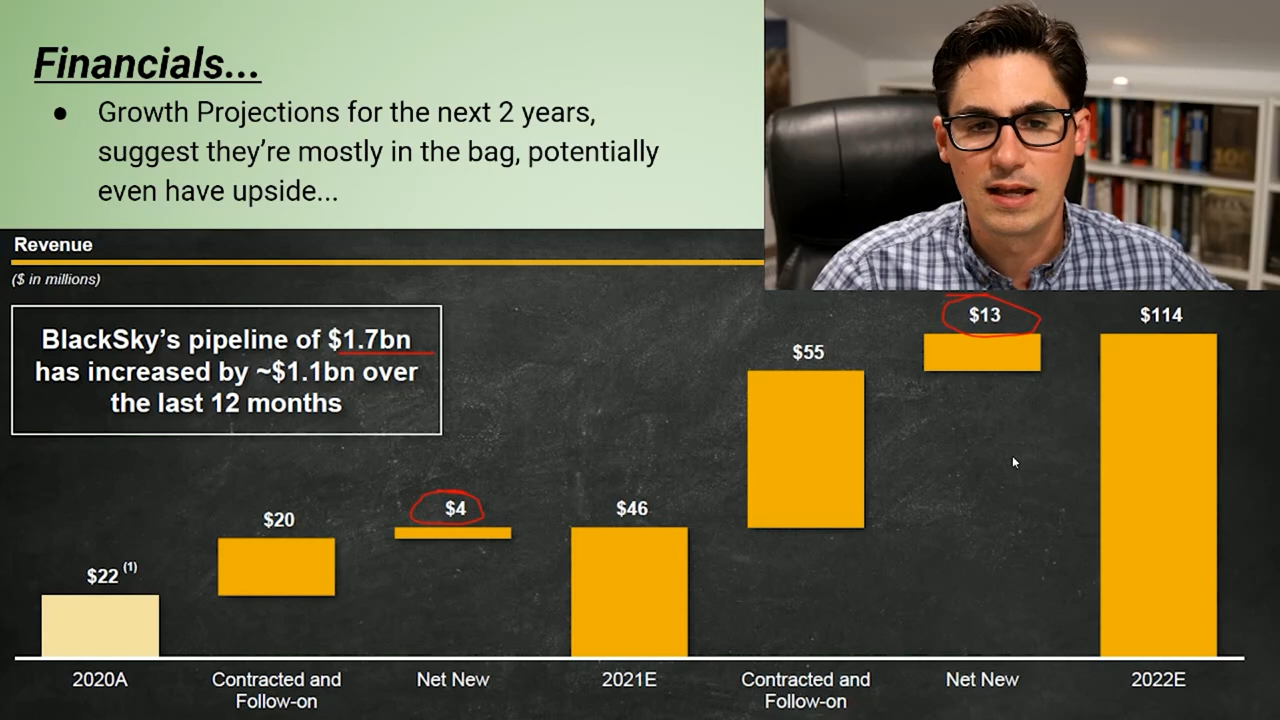 Financials...
● Growth Projections for the next 2 years,
suggest they’re mostly in the bag, potentially
even have upside...
Revenue
($ in millions)
BlackSky’s pipeline of $1.7bn
has increased by ~$1.1bn over
the last 12 months
$22 (1)
$20
$4
$46
$55
$13
$114
2020A
Contracted and
Follow-on
Net New
2021E
Contracted and
Follow-on
Net New
2022E